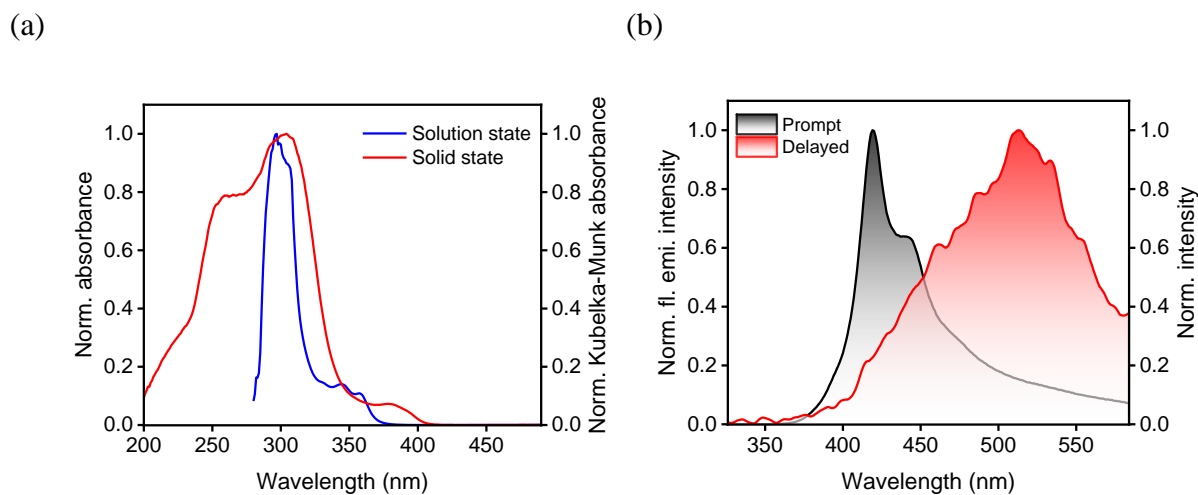 (a)
(b)
Norm. absorbance
1.0
0.8
0.6
0.4
0.2
0.0
Solution state
Solid state
1.0
0.8
0.6
0.4
0.2
0.0
Norm. Kubelka-Munk absorbance
200 250 300 350 400 450
Wavelength (nm)
Norm. fl. emi. intensity
1.0
0.8
0.6
0.4
0.2
0.0
Prompt
Delayed
1.0
0.8
0.6
0.4
0.2
0.0
Norm. intensity
350 400 450 500 550
Wavelength (nm)